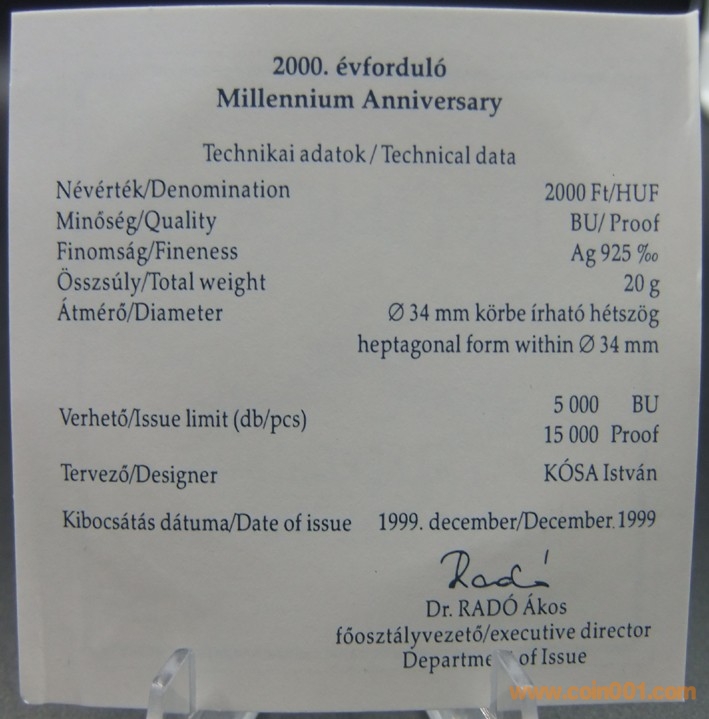 2000. évforduló
Millennium Anniversary
Technikai adatok / Technical data
Névérték/Denomination 2000 Ft/HUF
Minőség/Quality BU/ Proof
Finomság/Fineness Ag 925 ‰
Összsúly/Total weight 20 g
Átmérő/Diameter Ø 34 mm körbe írható hétszög
heptagonal form within Ø 34 mm
5 000 BU
Verhető/Issue limit (db/pcs)
15 000 Proof
Tervező/Designer KÓSA István
Kibocsátás dátuma/Date of issue 1999. december/December. 1999
Radó
Dr. RADÓ Ákos
főosztályvezető/executive director
of Issue
www.coin001.com